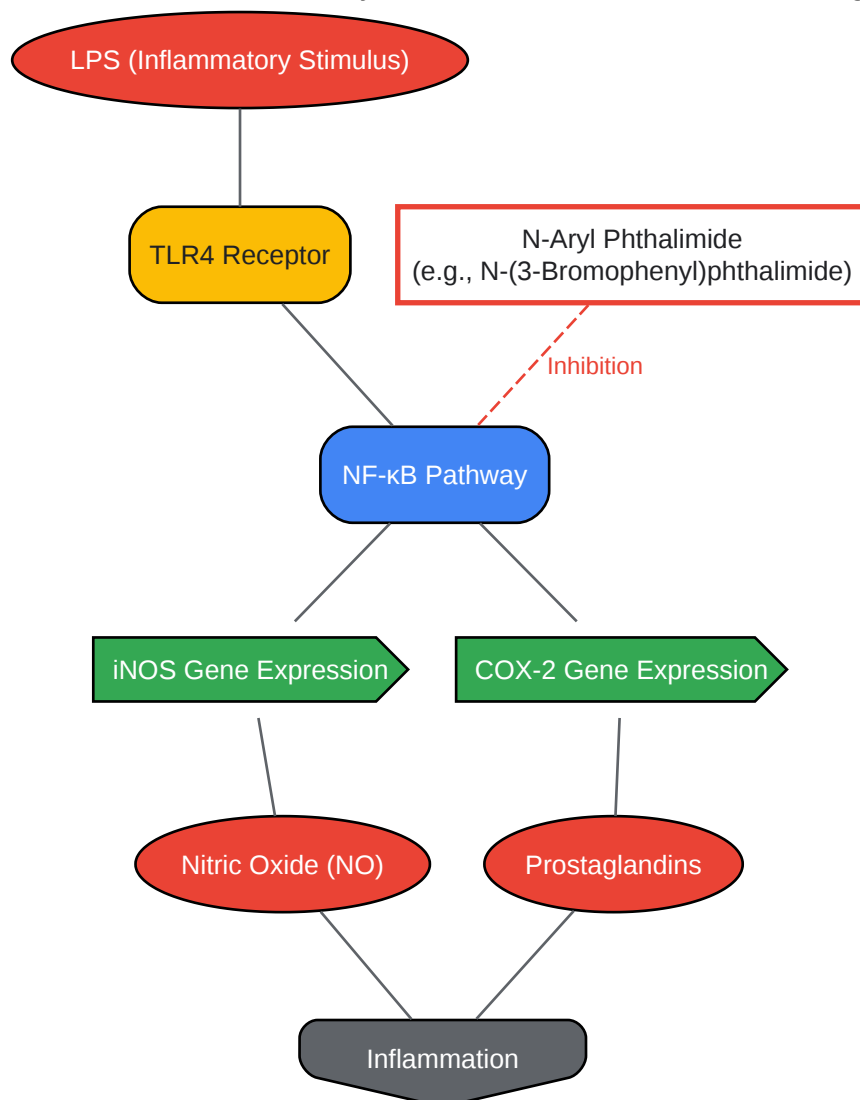 LPS (Inflammatory Stimulus)
TLR4 Receptor
N-Aryl Phthalimide
(e.g., N-(3-Bromophenyl)phthalimide)
Inhibition
NF-κB Pathway
iNOS Gene Expression
COX-2 Gene Expression
Nitric Oxide (NO)
Prostaglandins
Inflammation